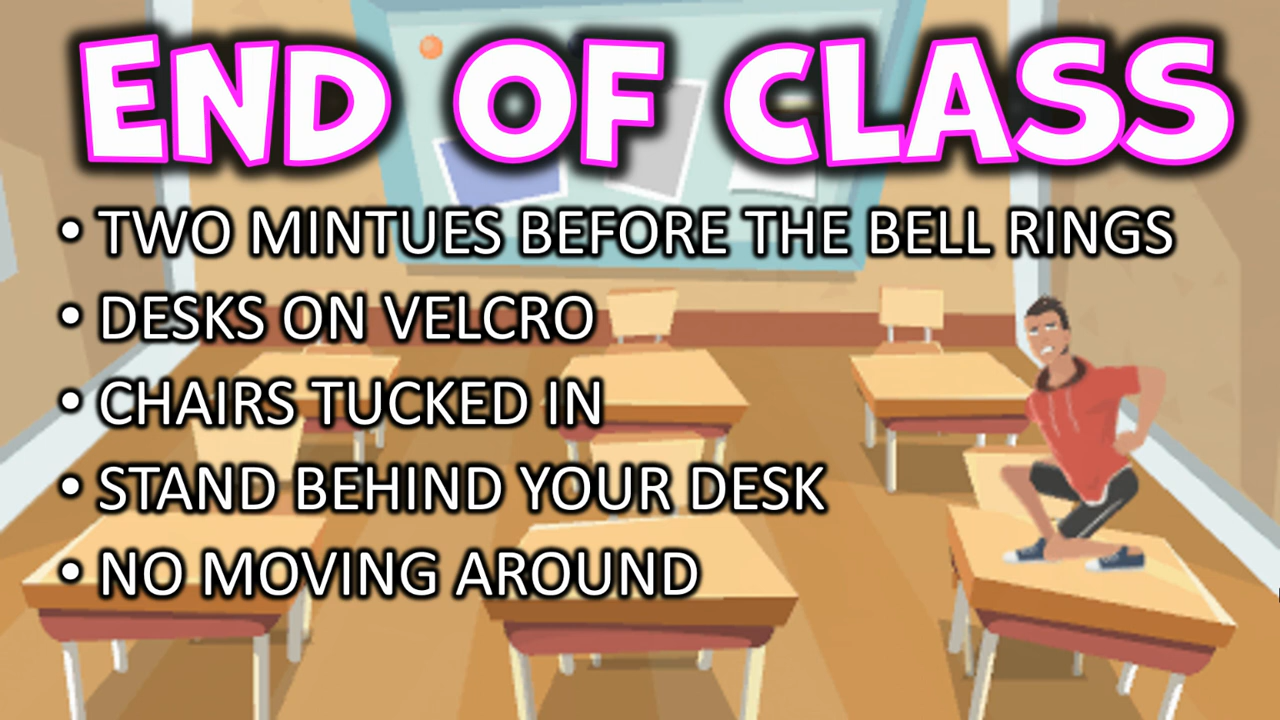 END OF CLASS
• TWO MINTUES BEFORE THE BELL RINGS
• DESKS ON VELCRO
• CHAIRS TUCKED IN
• STAND BEHIND YOUR DESK
• NO MOVING AROUND